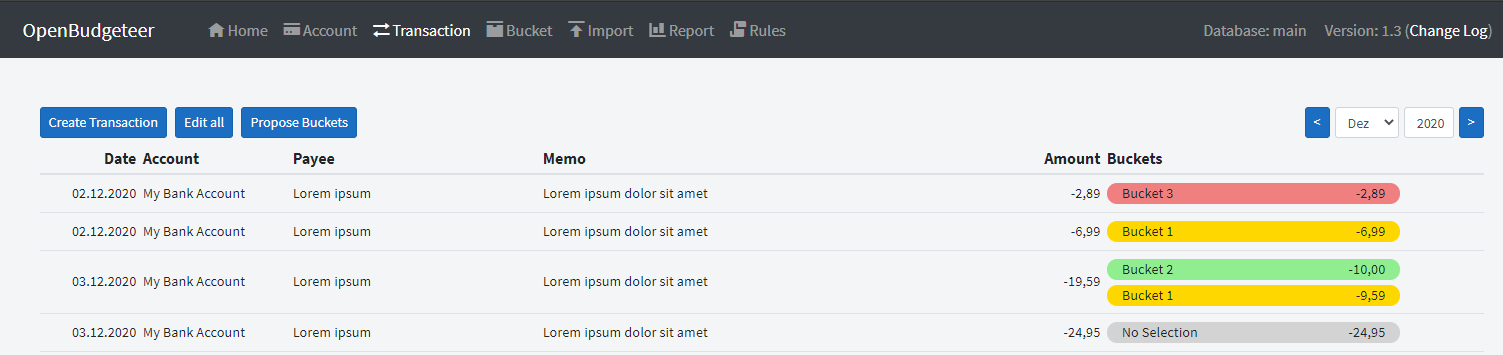 OpenBudgeteer Home Account Transaction Bucket Import Report Rules Database: main Version: 1.3 (Change Log)
Create Transaction Edit all Propose Buckets < Dez 2020 >
Date Account Payee Memo Amount Buckets
02.12.2020 My Bank Account Lorem ipsum Lorem ipsum dolor sit amet -2,89 Bucket 3 -2,89
02.12.2020 My Bank Account Lorem ipsum Lorem ipsum dolor sit amet -6,99 Bucket 1 -6,99
03.12.2020 My Bank Account Lorem ipsum Lorem ipsum dolor sit amet -19,59 Bucket 2 -10,00
Bucket 1 -9,59
03.12.2020 My Bank Account Lorem ipsum Lorem ipsum dolor sit amet -24,95 No Selection -24,95